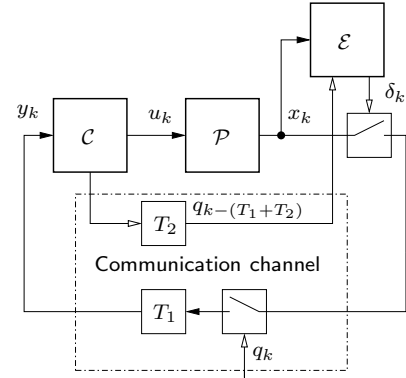 ℰ
δ_k
y_k
𝒞
u_k
𝒫
x_k
T_2
q_{k−(T_1+T_2)}
Communication channel
T_1
q_k